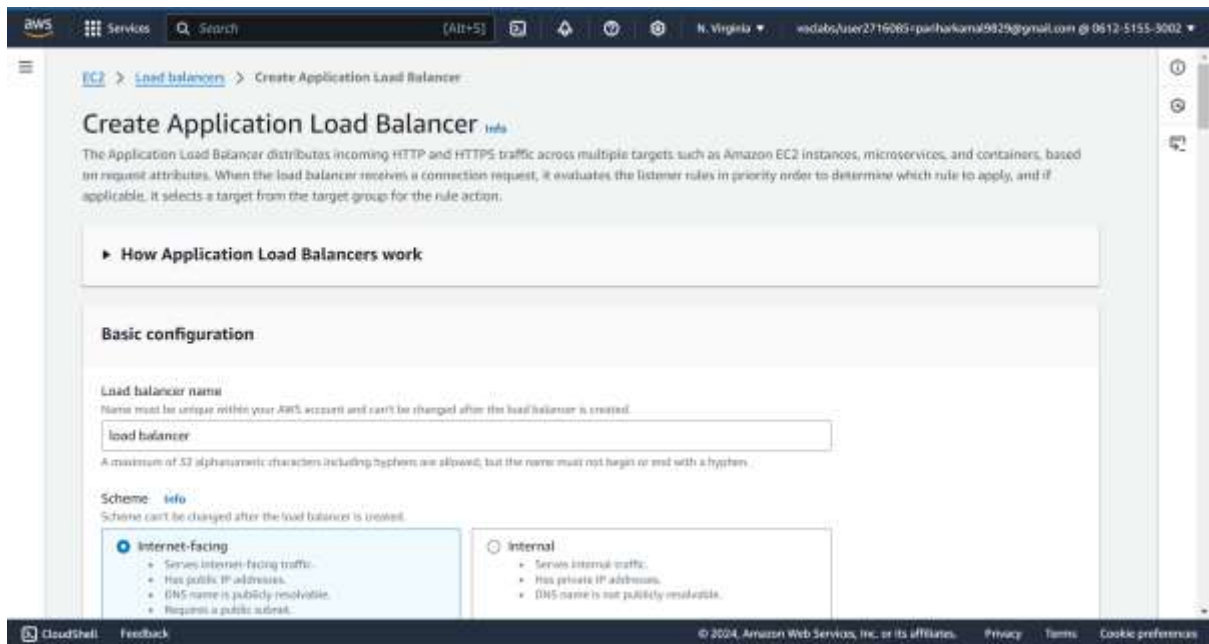 aws
Services
Search
[Alt+S]
N. Virginia
EC2 > Load balancers > Create Application Load Balancer
Create Application Load Balancer Info
The Application Load Balancer distributes incoming HTTP and HTTPS traffic across multiple targets such as Amazon EC2 instances, microservices, and containers, based
on request attributes. When the load balancer receives a connection request, it evaluates the listener rules in priority order to determine which rule to apply, and if
applicable, it selects a target from the target group for the rule action.
How Application Load Balancers work
Basic configuration
Load balancer name
Name must be unique within your AWS account and can't be changed after the load balancer is created.
load balancer
A maximum of 32 alphanumeric characters including hyphens are allowed, but the name must not begin or end with a hyphen.
Scheme Info
Scheme can't be changed after the load balancer is created.
Internet-facing
• Serves internet-facing traffic.
• Has public IP addresses.
• DNS name is publicly resolvable.
• Requires a public subnet.
Internal
• Serves internal traffic.
• Has private IP addresses.
• DNS name is not publicly resolvable.
CloudShell Feedback
© 2024, Amazon Web Services, Inc. or its affiliates. Privacy Terms Cookie preferences